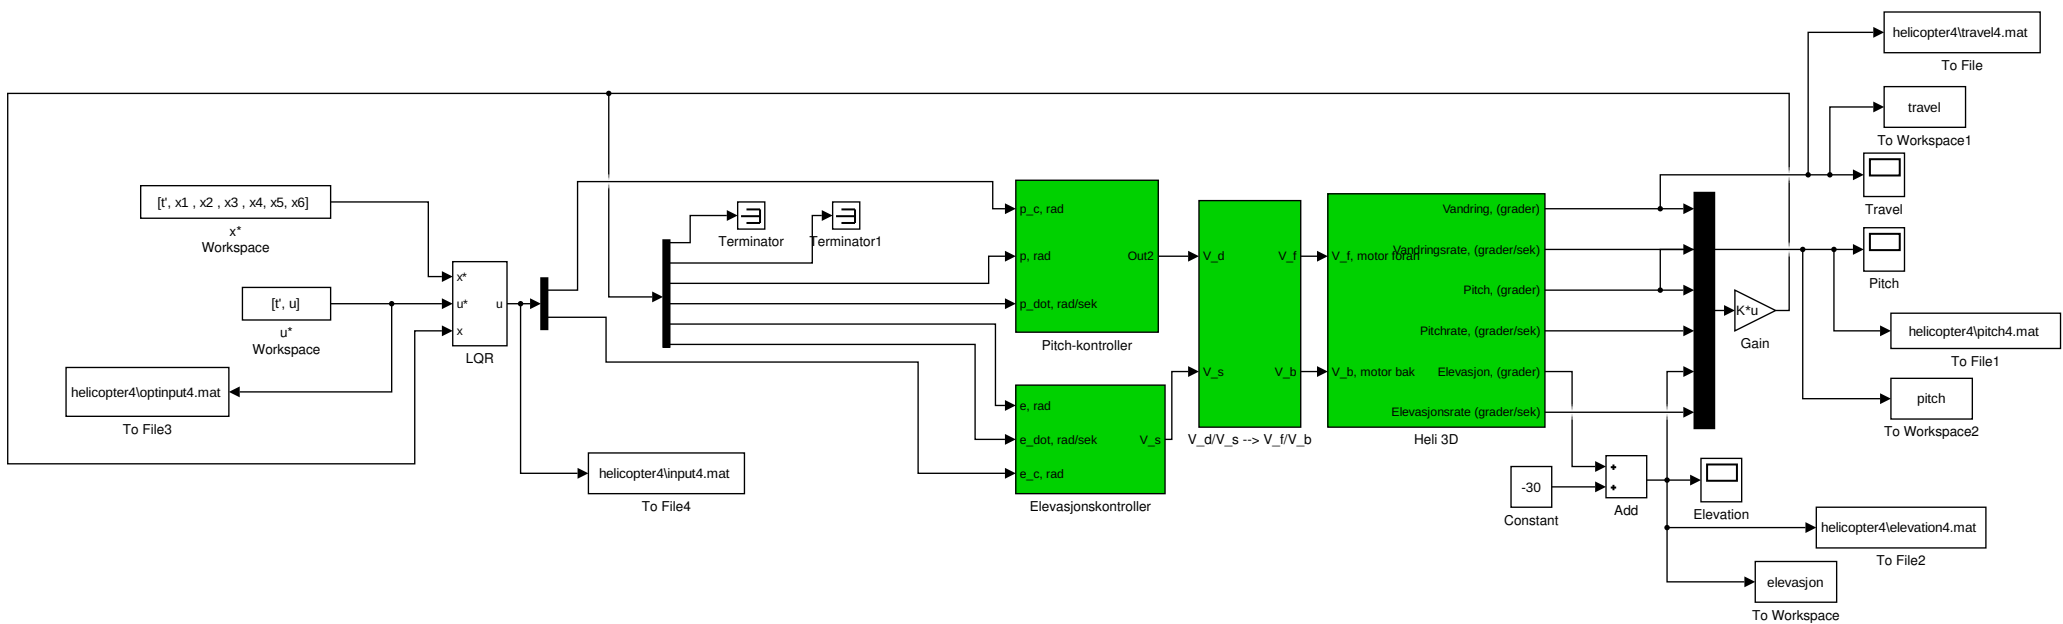 helicopter4\travel4.mat
To File
travel
To Workspace1
Travel
[t', x1 , x2 , x3 , x4, x5, x6]
x*
Workspace
[t', u]
u*
Workspace
helicopter4\optinput4.mat
To File3
x*
u*
x
u
LQR
helicopter4\input4.mat
To File4
Terminator
Terminator1
p_c, rad
p, rad
p_dot, rad/sek
Out2
Pitch-kontroller
e, rad
e_dot, rad/sek
e_c, rad
V_s
Elevasjonskontroller
V_d
V_s
V_f
V_b
V_d/V_s --> V_f/V_b
V_f, motor foran
V_b, motor bak
Vandring, (grader)
Vandringsrate, (grader/sek)
Pitch, (grader)
Pitchrate, (grader/sek)
Elevasjon, (grader)
Elevasjonsrate (grader/sek)
Heli 3D
-30
Constant
+
+
Add
K*u
Gain
Pitch
helicopter4\pitch4.mat
To File1
pitch
To Workspace2
Elevation
helicopter4\elevation4.mat
To File2
elevasjon
To Workspace